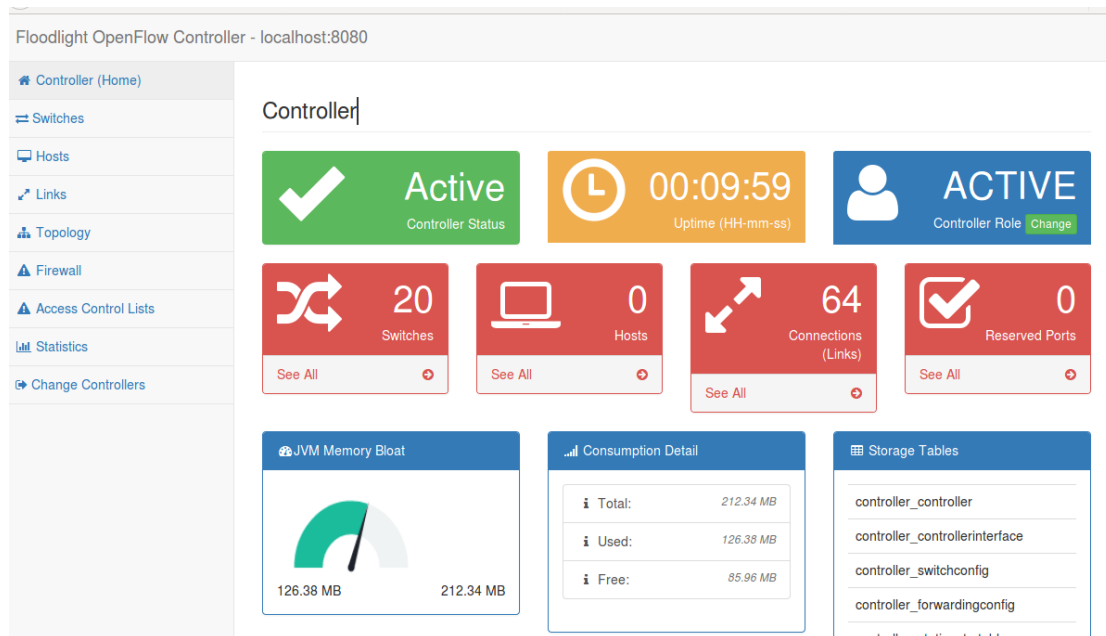 Floodlight OpenFlow Controller - localhost:8080
Controller (Home)
Switches
Hosts
Links
Topology
Firewall
Access Control Lists
Statistics
Change Controllers
Controller
Active
Controller Status
00:09:59
Uptime (HH-mm-ss)
ACTIVE
Controller Role Change
20
Switches
See All
0
Hosts
See All
64
Connections
(Links)
See All
0
Reserved Ports
See All
JVM Memory Bloat
126.38 MB 212.34 MB
Consumption Detail
Total: 212.34 MB
Used: 126.38 MB
Free: 85.96 MB
Storage Tables
controller_controller
controller_controllerinterface
controller_switchconfig
controller_forwardingconfig